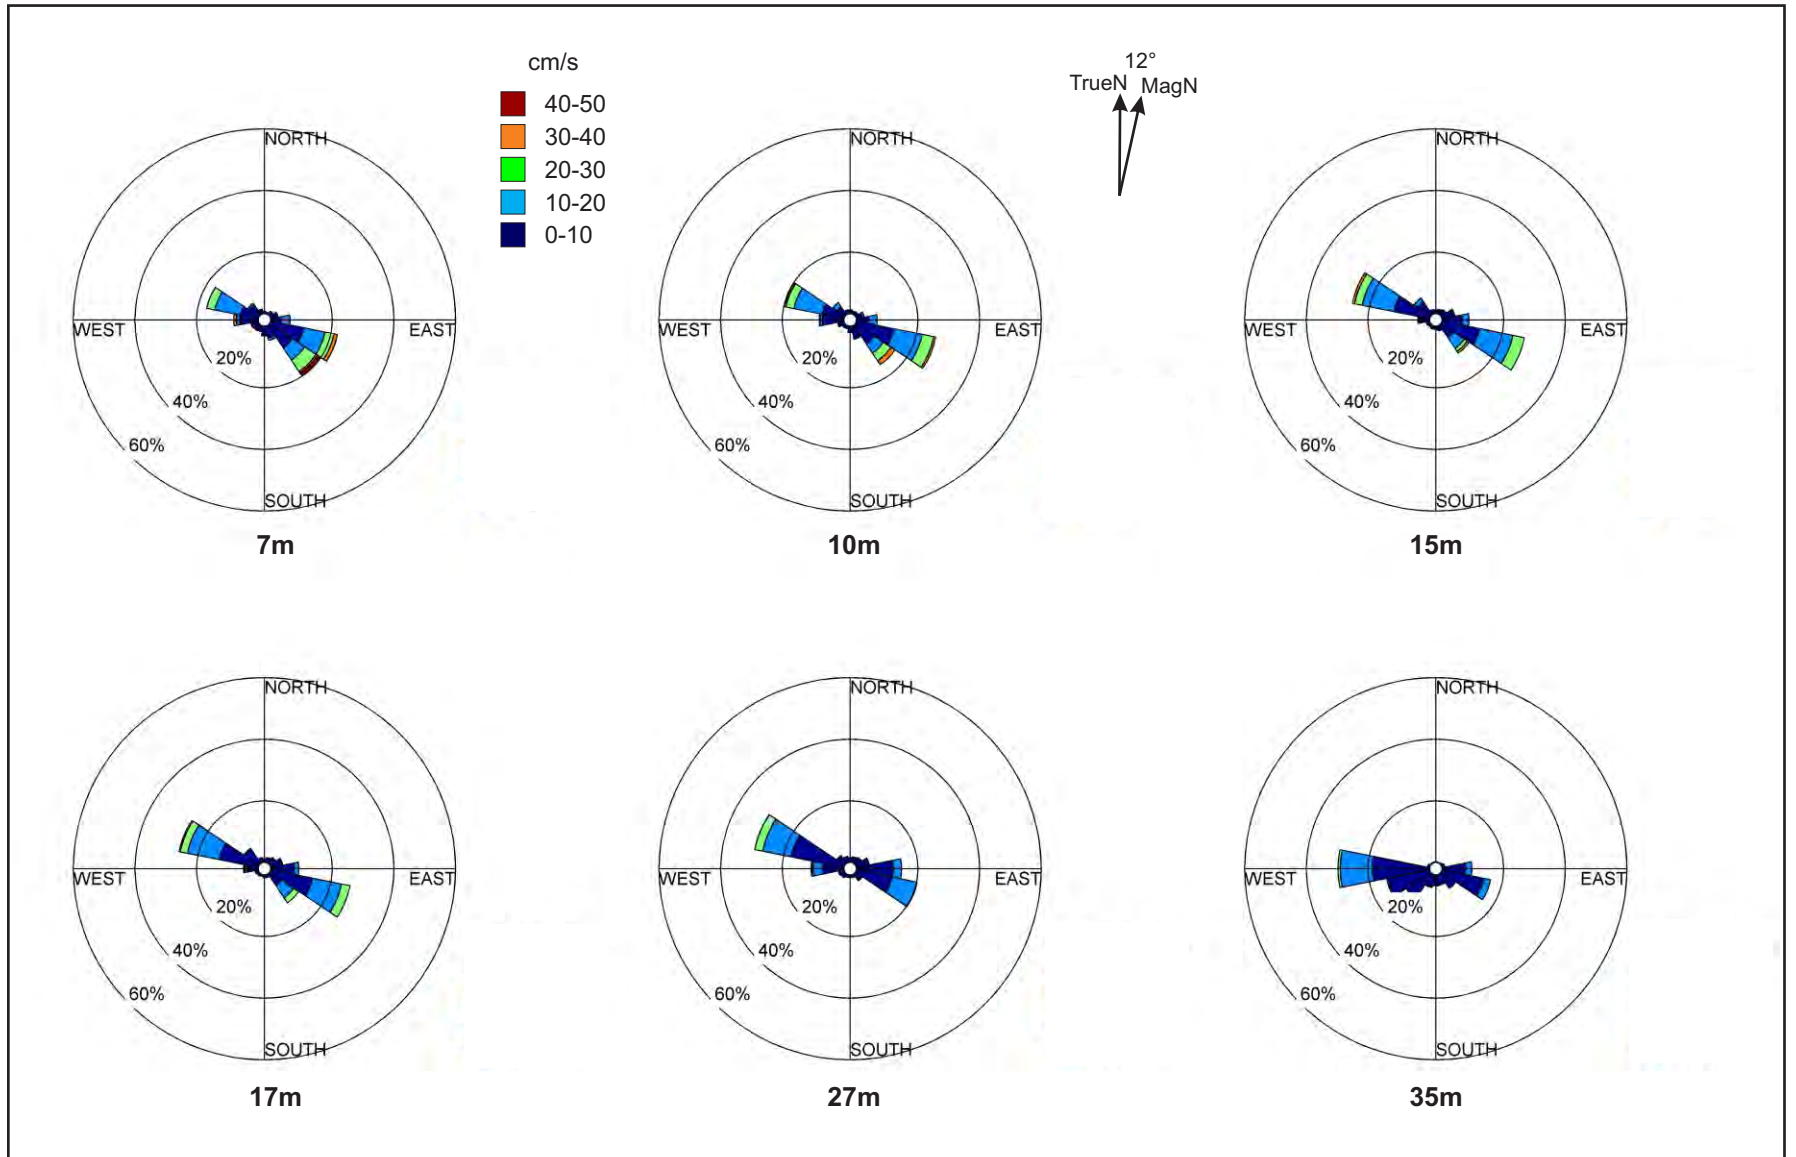 cm/s
40-50
30-40
20-30
10-20
0-10
12°
TrueN MagN
NORTH
WEST
EAST
20%
40%
60%
SOUTH
7m
NORTH
WEST
EAST
20%
40%
60%
SOUTH
10m
NORTH
WEST
EAST
20%
40%
60%
SOUTH
15m
NORTH
WEST
EAST
20%
40%
60%
SOUTH
17m
NORTH
WEST
EAST
20%
40%
60%
SOUTH
27m
NORTH
WEST
EAST
20%
40%
60%
SOUTH
35m